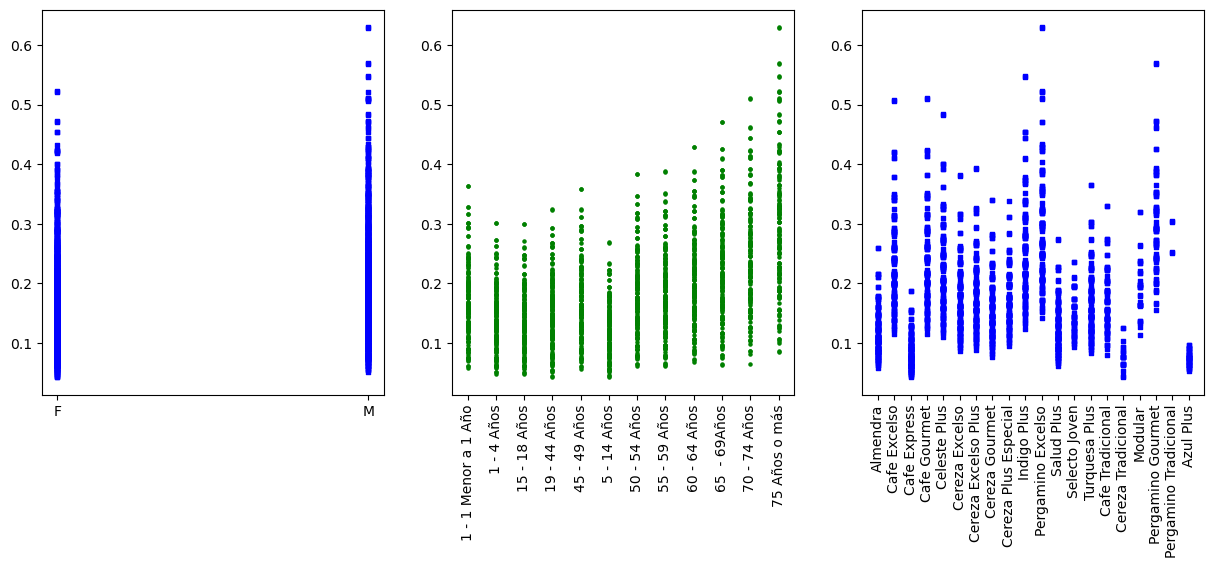 0.6
0.5
0.4
0.3
0.2
0.1
F
M
0.6
0.5
0.4
0.3
0.2
0.1
1 - 1 Menor a 1 Año
1 - 4 Años
15 - 18 Años
19 - 44 Años
45 - 49 Años
5 - 14 Años
50 - 54 Años
55 - 59 Años
60 - 64 Años
65  - 69Años
70 - 74 Años
75 Años o más
0.6
0.5
0.4
0.3
0.2
0.1
Almendra
Cafe Excelso
Cafe Express
Cafe Gourmet
Celeste Plus
Cereza Excelso
Cereza Excelso Plus
Cereza Gourmet
Cereza Plus Especial
Indigo Plus
Pergamino Excelso
Salud Plus
Selecto Joven
Turquesa Plus
Cafe Tradicional
Cereza Tradicional
Modular
Pergamino Gourmet
Pergamino Tradicional
Azul Plus